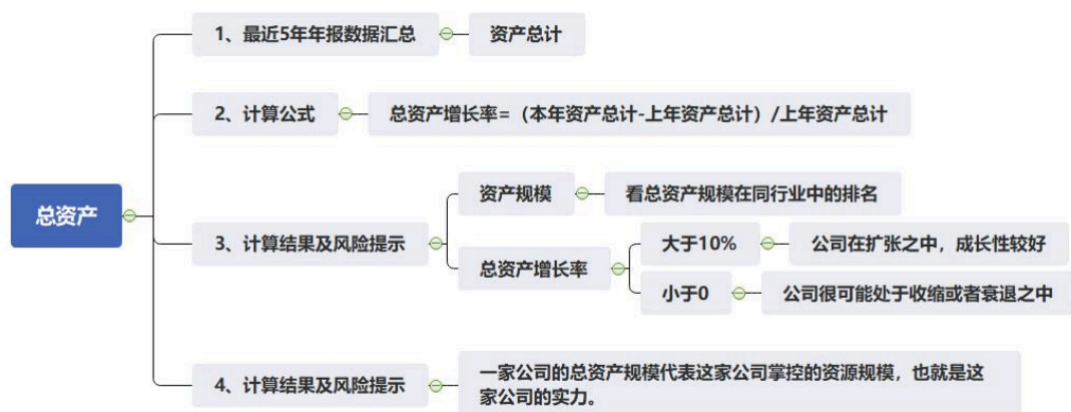 总资产
1、最近5年年报数据汇总
资产总计
2、计算公式
总资产增长率=（本年资产总计-上年资产总计）/上年资产总计
3、计算结果及风险提示
资产规模
看总资产规模在同行业中的排名
总资产增长率
大于10%
公司在扩张之中，成长性较好
小于0
公司很可能处于收缩或者衰退之中
4、计算结果及风险提示
一家公司的总资产规模代表这家公司掌控的资源规模，也就是这
家公司的实力。